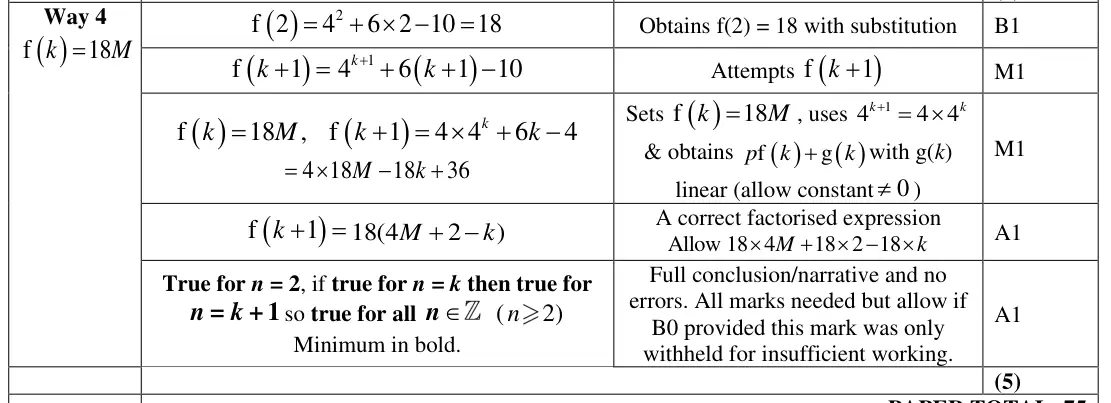 Way 4
f(k) = 18M
f(2) = 4² + 6×2 − 10 = 18
Obtains f(2) = 18 with substitution
B1
f(k+1) = 4ᵏ⁺¹ + 6(k+1) − 10
Attempts f(k+1)
M1
f(k) = 18M, f(k+1) = 4×4ᵏ + 6k − 4
= 4×18M − 18k + 36
Sets f(k) = 18M , uses 4ᵏ⁺¹ = 4×4ᵏ
& obtains pf(k) + g(k) with g(k)
linear (allow constant ≠ 0 )
M1
f(k+1) = 18(4M + 2 − k)
A correct factorised expression
Allow 18×4M + 18×2 − 18×k
A1
True for n = 2, if true for n = k then true for
n = k + 1 so true for all n ∈ ℤ (n ⩾ 2)
Minimum in bold.
Full conclusion/narrative and no
errors. All marks needed but allow if
B0 provided this mark was only
withheld for insufficient working.
A1
(5)